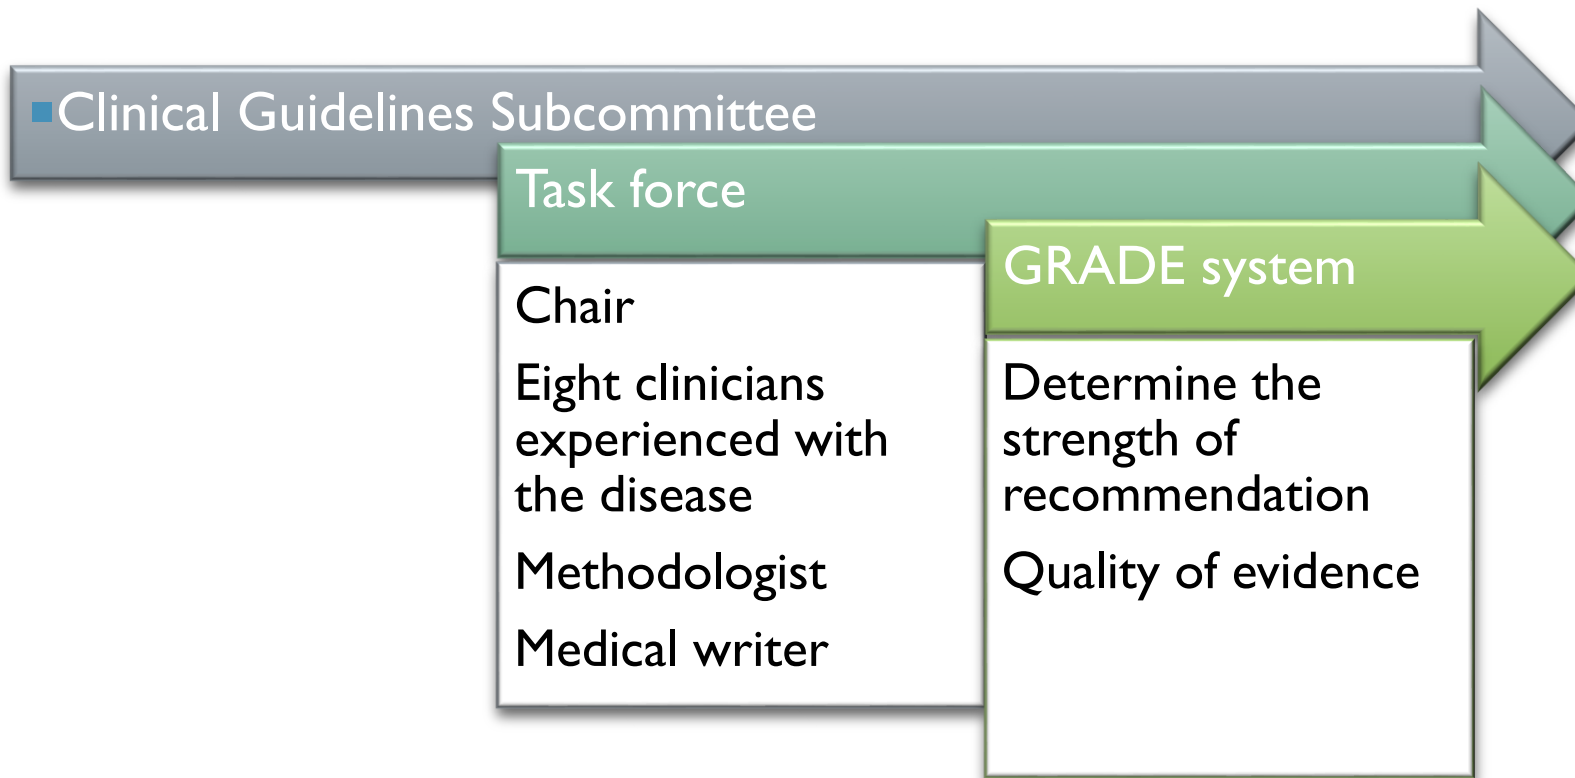 ▪Clinical Guidelines Subcommittee
Task force
Chair
Eight clinicians
experienced with
the disease
Methodologist
Medical writer
GRADE system
Determine the
strength of
recommendation
Quality of evidence